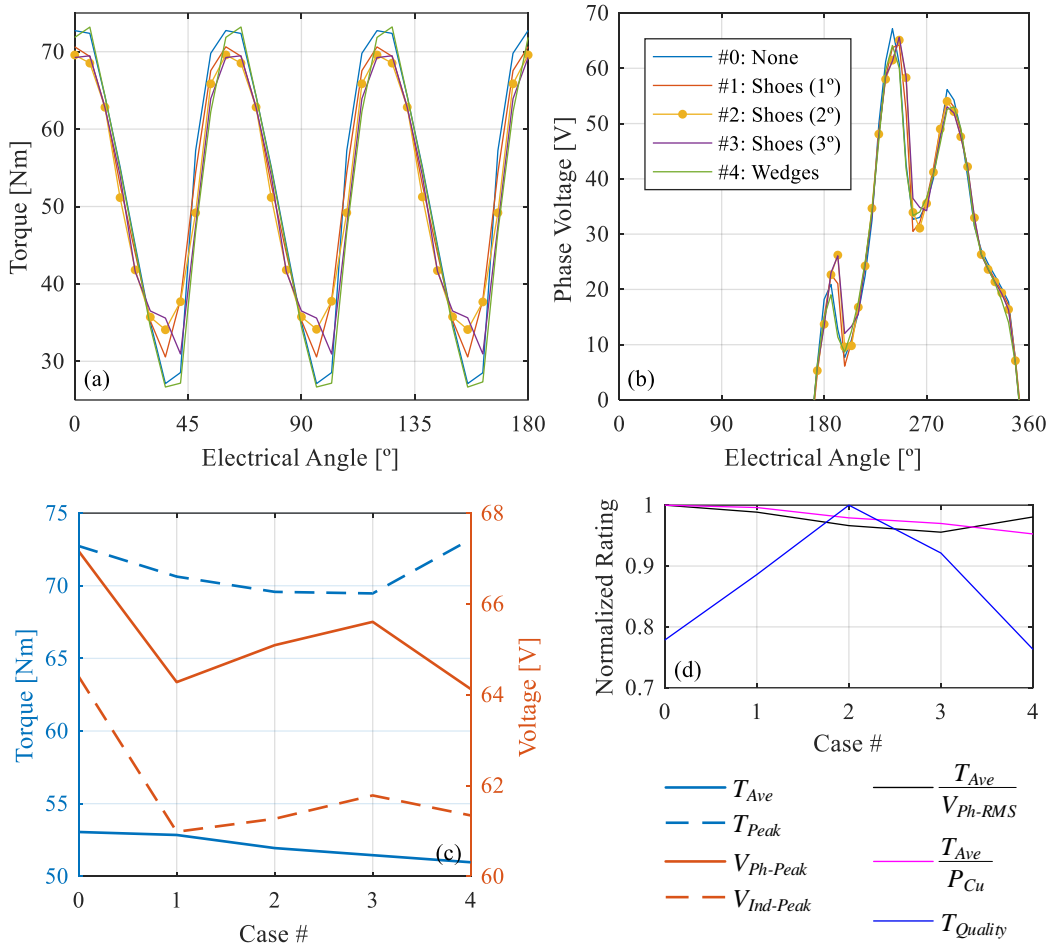 70
50
30
Torque [Nm]
(a)
0
45
90
135
180
Electrical Angle [º]
70
60
50
40
30
20
10
0
Phase Voltage [V]
#0: None
#1: Shoes (1º)
#2: Shoes (2º)
#3: Shoes (3º)
#4: Wedges
(b)
0
90
180
270
360
Electrical Angle [º]
75
70
65
60
55
50
Torque [Nm]
68
66
64
62
60
Voltage [V]
(c)
0
1
2
3
4
Case #
1
0.9
0.8
0.7
Normalized Rating
(d)
0
1
2
3
4
Case #
T_Ave
T_Peak
V_Ph-Peak
V_Ind-Peak
T_Ave
V_Ph-RMS
T_Ave
P_Cu
T_Quality